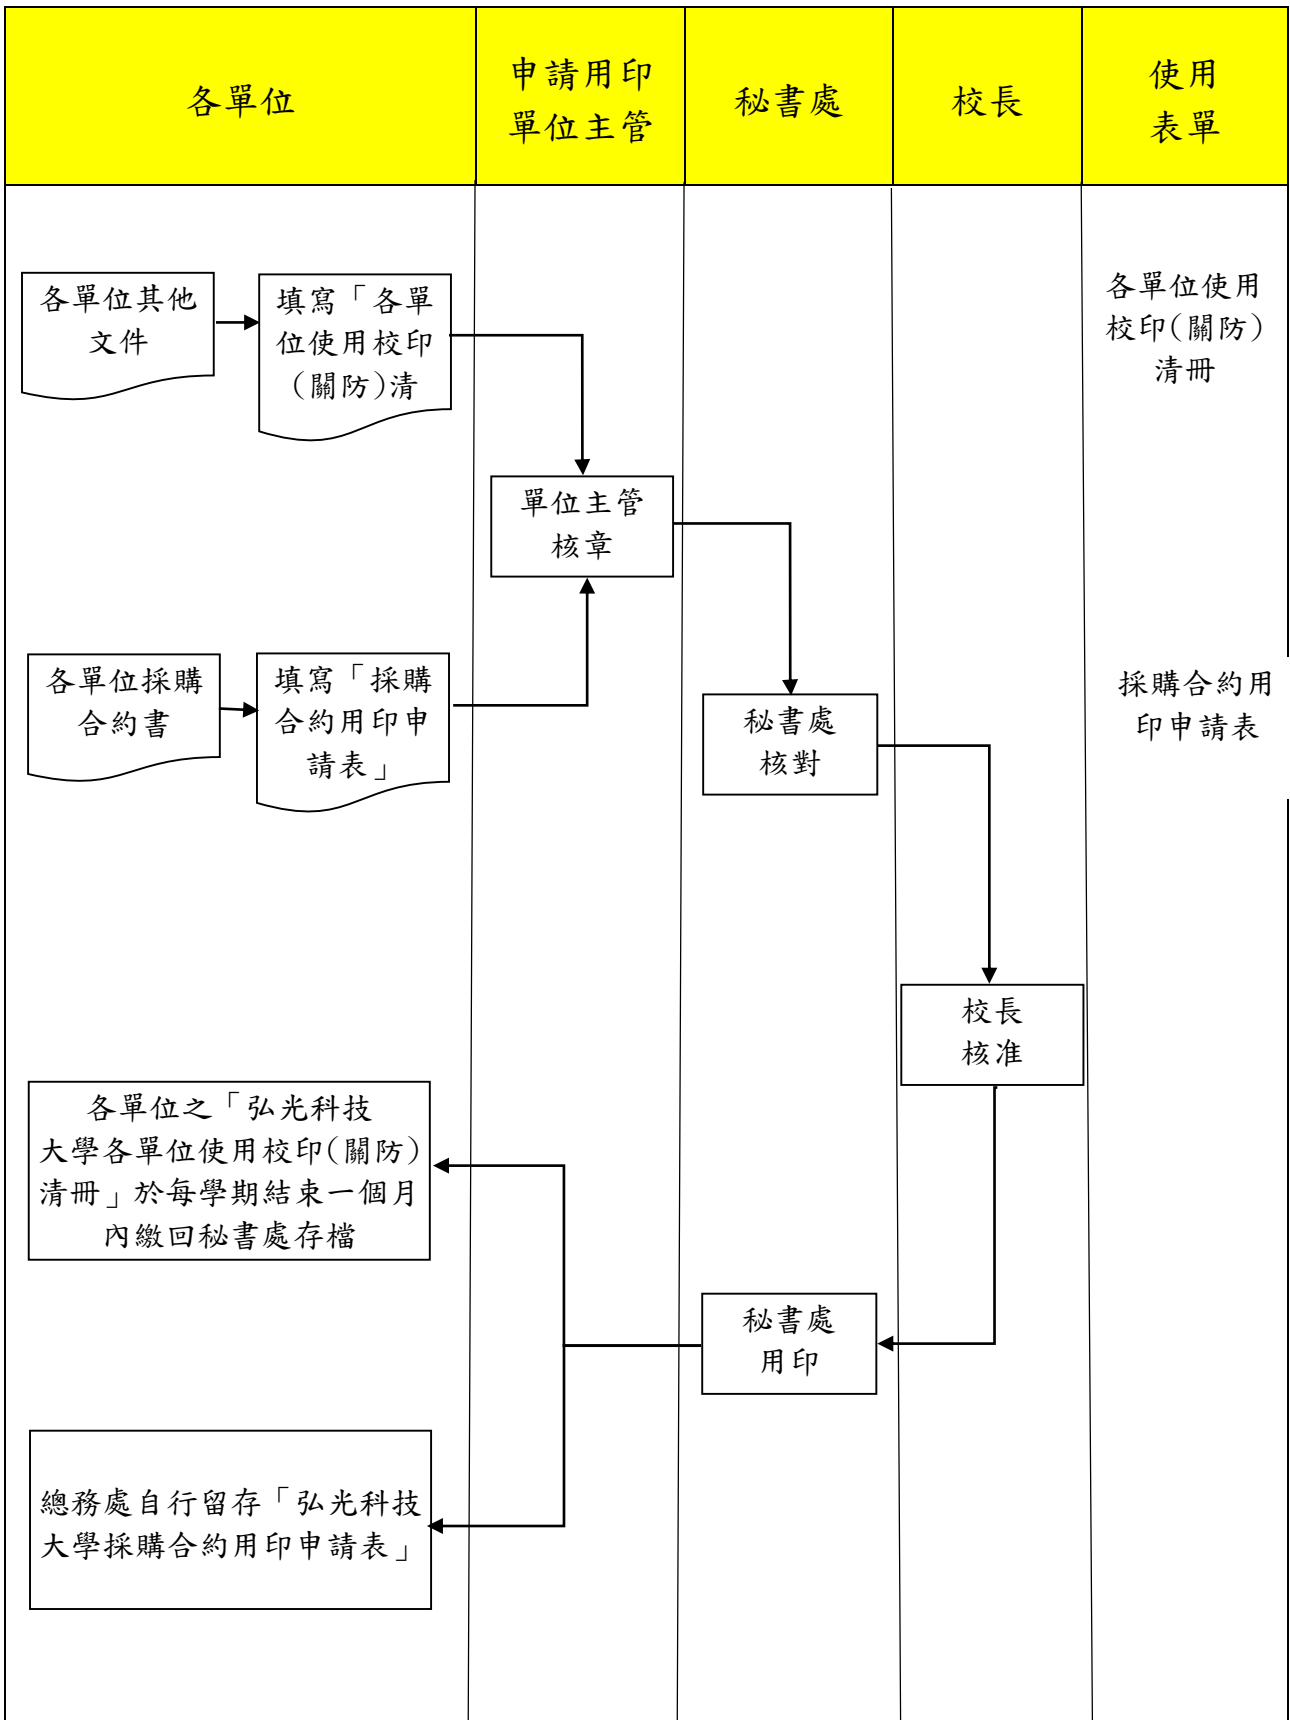 各單位
申請用印
單位主管
秘書處
校長
使用
表單
各單位其他
文件
填寫「各單
位使用校印
(關防)清
各單位使用
校印(關防)
清冊
單位主管
核章
各單位採購
合約書
填寫「採購
合約用印申
請表」
秘書處
核對
採購合約用
印申請表
校長
核准
各單位之「弘光科技
大學各單位使用校印(關防)
清冊」於每學期結束一個月
內繳回秘書處存檔
秘書處
用印
總務處自行留存「弘光科技
大學採購合約用印申請表」